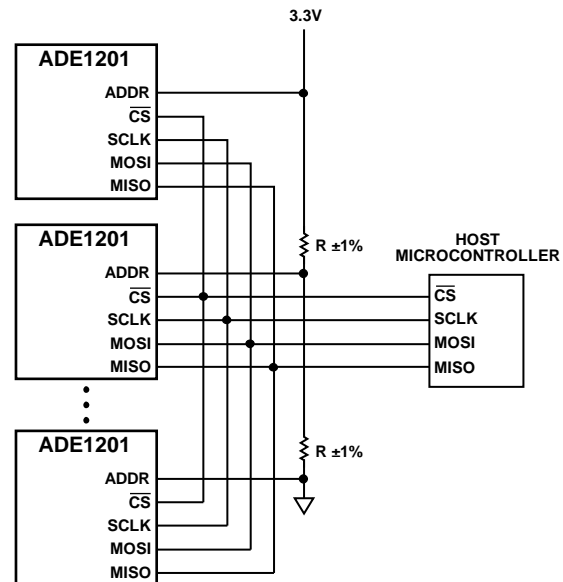 3.3V
ADE1201
ADDR
CS
SCLK
MOSI
MISO
R ±1%
ADE1201
ADDR
CS
SCLK
MOSI
MISO
HOST
MICROCONTROLLER
CS
SCLK
MOSI
MISO
ADE1201
ADDR
CS
SCLK
MOSI
MISO
R ±1%